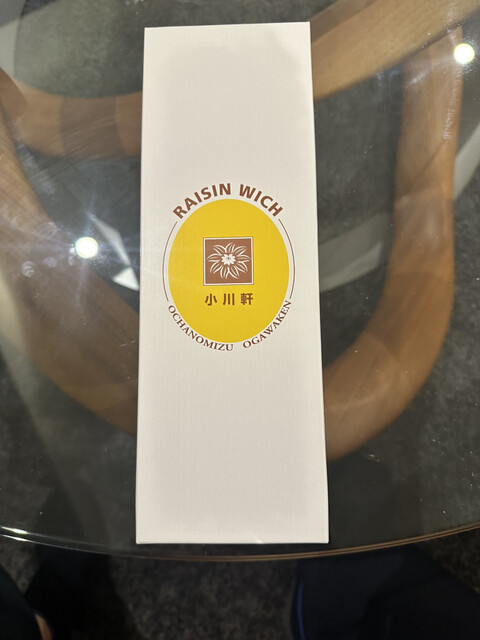 RAISIN WICH
小川軒
OCHANOMIZU OGAWAKEN